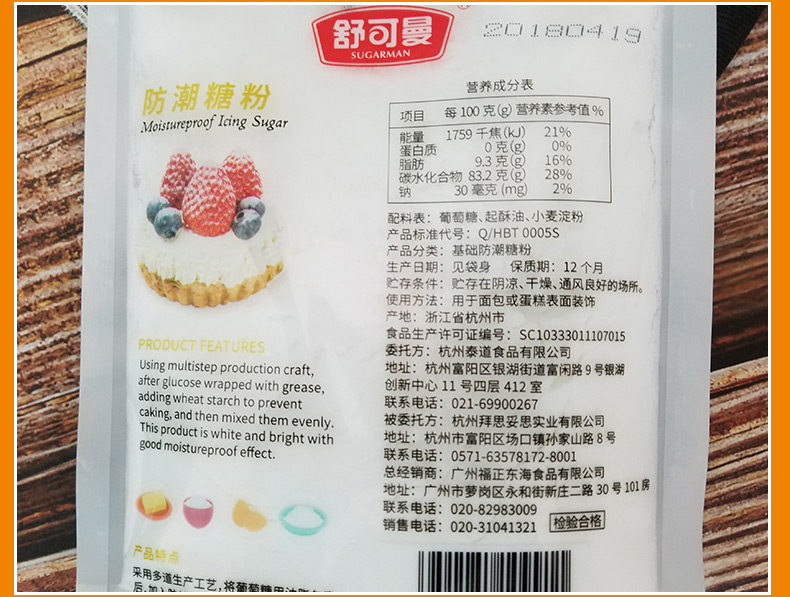 舒可曼
SUGARMAN
20180419
防潮糖粉
Moistureproof Icing Sugar
营养成分表
项目 每100克(g) 营养素参考值%
能量 1759 千焦(kJ) 21%
蛋白质 0 克(g) 0%
脂肪 9.3 克(g) 16%
碳水化合物 83.2 克(g) 28%
钠 30 毫克(mg) 2%
配料表：葡萄糖、起酥油、小麦淀粉
产品标准代号：Q/HBT 0005S
产品分类：基础防潮糖粉
生产日期：见袋身 保质期：12个月
贮存条件：贮存在阴凉、干燥、通风良好的场所。
使用方法：用于面包或蛋糕表面装饰
产地：浙江省杭州市
食品生产许可证编号：SC10333011107015
委托方：杭州泰道食品有限公司
地址：杭州富阳区银湖街道富闲路9号银湖
创新中心11号四层412室
联系电话：021-69900267
被委托方：杭州拜思妥思实业有限公司
地址：杭州市富阳区场口镇孙家山路8号
联系电话：0571-63578172-8001
总经销商：广州福正东海食品有限公司
地址：广州市萝岗区永和街新庄二路30号101房
联系电话：020-82983009
销售电话：020-31041321 检验合格
PRODUCT FEATURES
Using multistep production craft,
after glucose wrapped with grease,
adding wheat starch to prevent
caking, and then mixed them evenly.
This product is white and bright with
good moistureproof effect.
产品特点
采用多道生产工艺，将葡萄糖用油脂